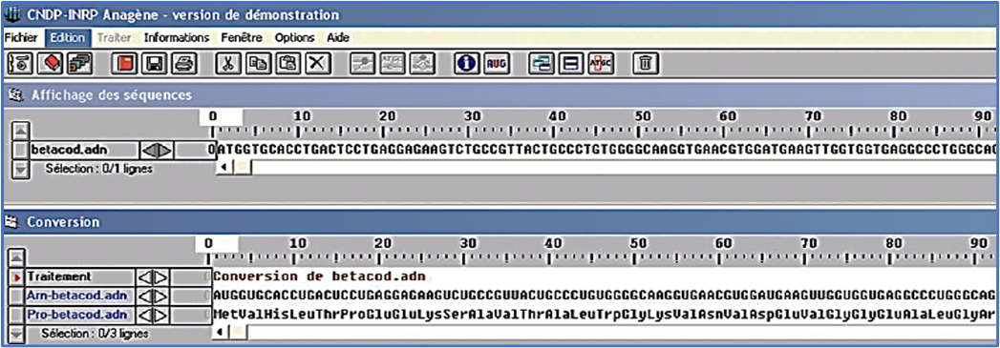 CNDP-INRP Anagène - version de démonstration
Fichier Edition Traiter Informations Fenêtre Options Aide
AUG
Affichage des séquences
0 10 20 30 40 50 60 70 80 90
betacod.adn 0 ATGGTGCACCTGACTCCTGAGGAGAAGTCTGCCGTTACTGCCCTGTGGGGCAAGGTGAACGTGGATGAAGTTGGTGGTGAGGCCCTGGGCAG
Sélection : 0/1 lignes
Conversion
0 10 20 30 40 50 60 70 80 90
Traitement Conversion de betacod.adn
Arn-betacod.adn 0 AUGGUGCACCUGACUCCUGAGGAGAAGUCUGCCGUUACUGCCCUGUGGGGCAAGGUGAACGUGGAUGAAGUUGGUGGUGAGGCCCUGGGCAG
Pro-betacod.adn 0 MetValHisLeuThrProGluGluLysSerAlaValThrAlaLeuTrpGlyLysValAsnValAspGluValGlyGlyGluAlaLeuGlyAr
Sélection : 0/3 lignes